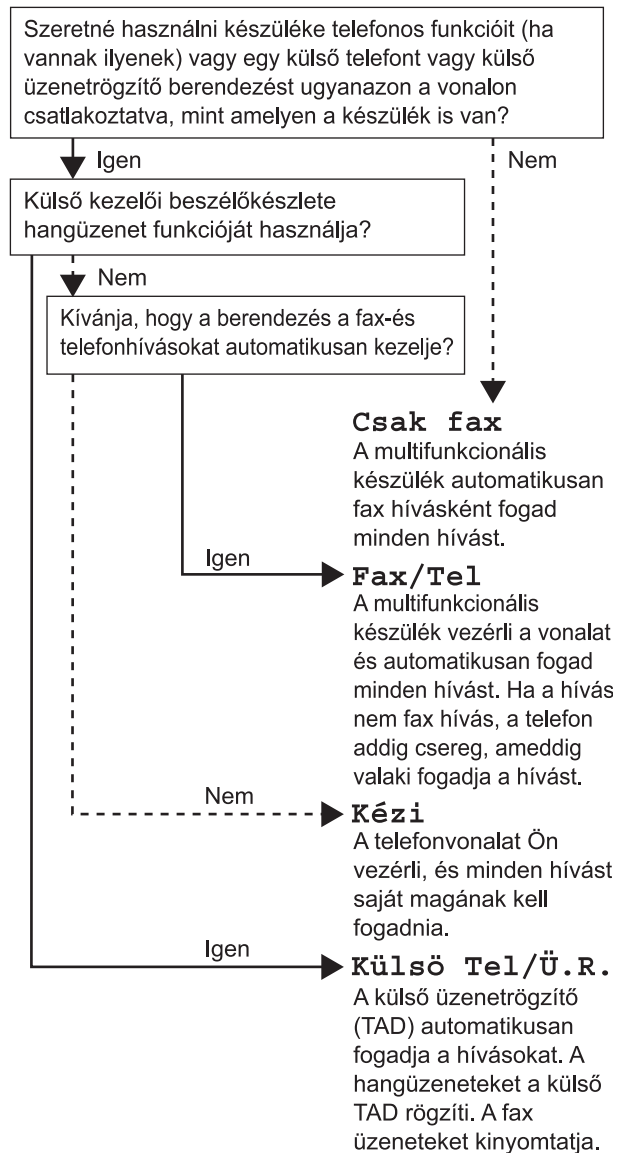 Szeretné használni készüléke telefonos funkcióit (ha
vannak ilyenek) vagy egy külső telefont vagy külső
üzenetrögzítő berendezést ugyanazon a vonalon
csatlakoztatva, mint amelyen a készülék is van?
Igen
Nem
Külső kezelői beszélőkészlete
hangüzenet funkcióját használja?
Nem
Kívánja, hogy a berendezés a fax-és
telefonhívásokat automatikusan kezelje?
Csak fax
A multifunkcionális
készülék automatikusan
fax hívásként fogad
minden hívást.
Igen
Fax/Tel
A multifunkcionális
készülék vezérli a vonalat
és automatikusan fogad
minden hívást. Ha a hívás
nem fax hívás, a telefon
addig csereg, ameddig
valaki fogadja a hívást.
Nem
Kézi
A telefonvonalat Ön
vezérli, és minden hívást
saját magának kell
fogadnia.
Igen
Külsö Tel/Ü.R.
A külső üzenetrögzítő
(TAD) automatikusan
fogadja a hívásokat. A
hangüzeneteket a külső
TAD rögzíti. A fax
üzeneteket kinyomtatja.